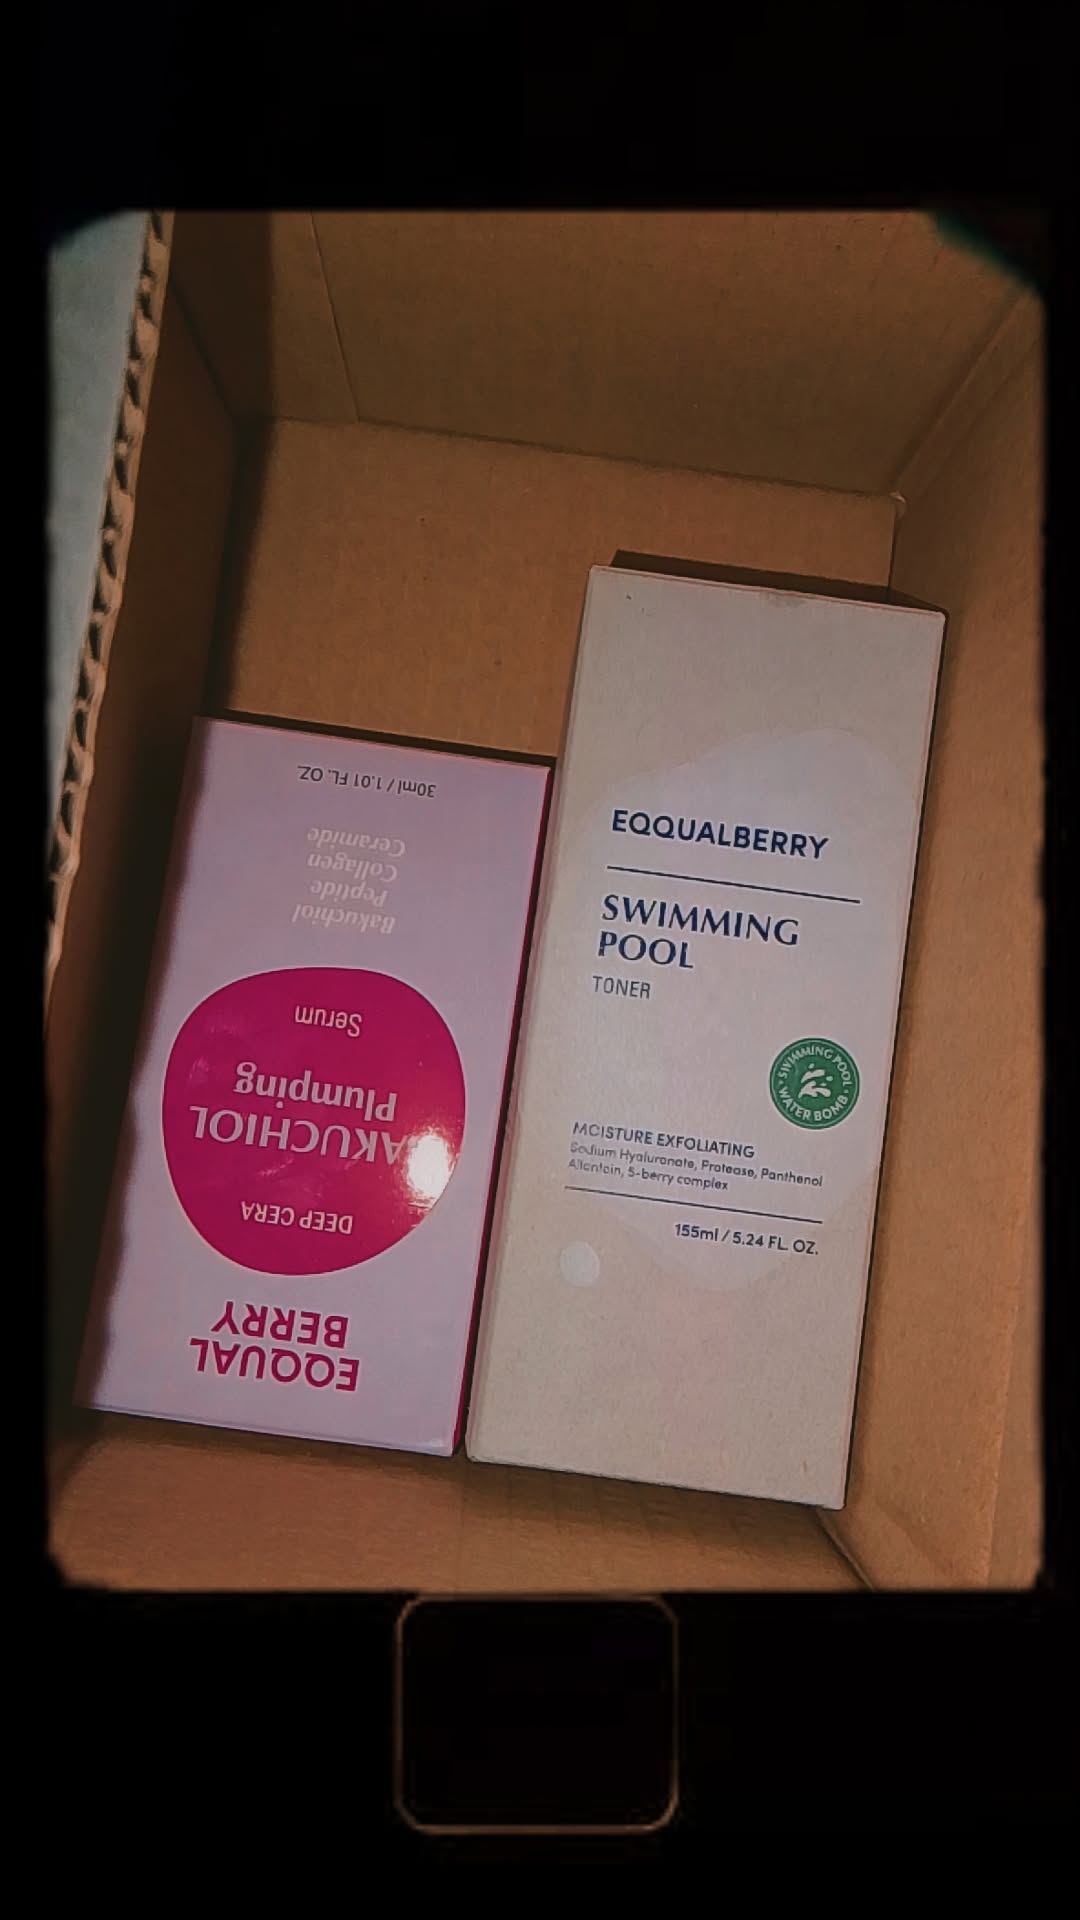 EQQUAL
BERRY
DEEP CERA
AKUCHIOL
Plumping
Serum
Bakuchiol
Peptide
Collagen
Ceramide
30ml / 1.01 FL. OZ.
EQQUALBERRY
SWIMMING
POOL
TONER
SWIMMING POOL
WATER BOMB
MOISTURE EXFOLIATING
Sodium Hyaluronate, Protease, Panthenol
Allantoin, 5-berry complex
155ml / 5.24 FL. OZ.